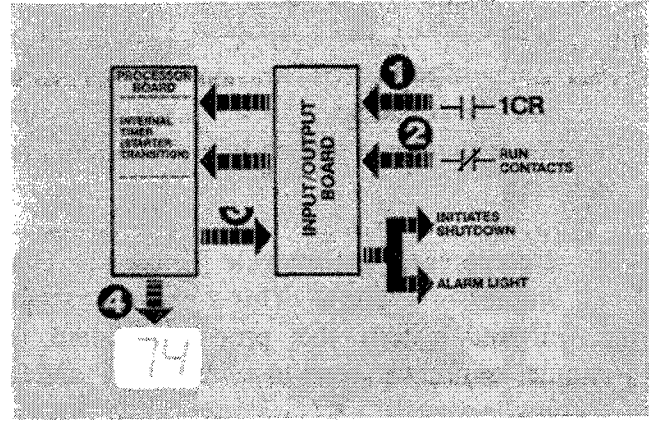 PROCESSOR
BOARD
INTERNAL
TIMER
(STARTER
TRANSITION)
INPUT/OUTPUT
BOARD
1
1CR
2
RUN
CONTACTS
3
INITIATES
SHUTDOWN
ALARM LIGHT
4
74